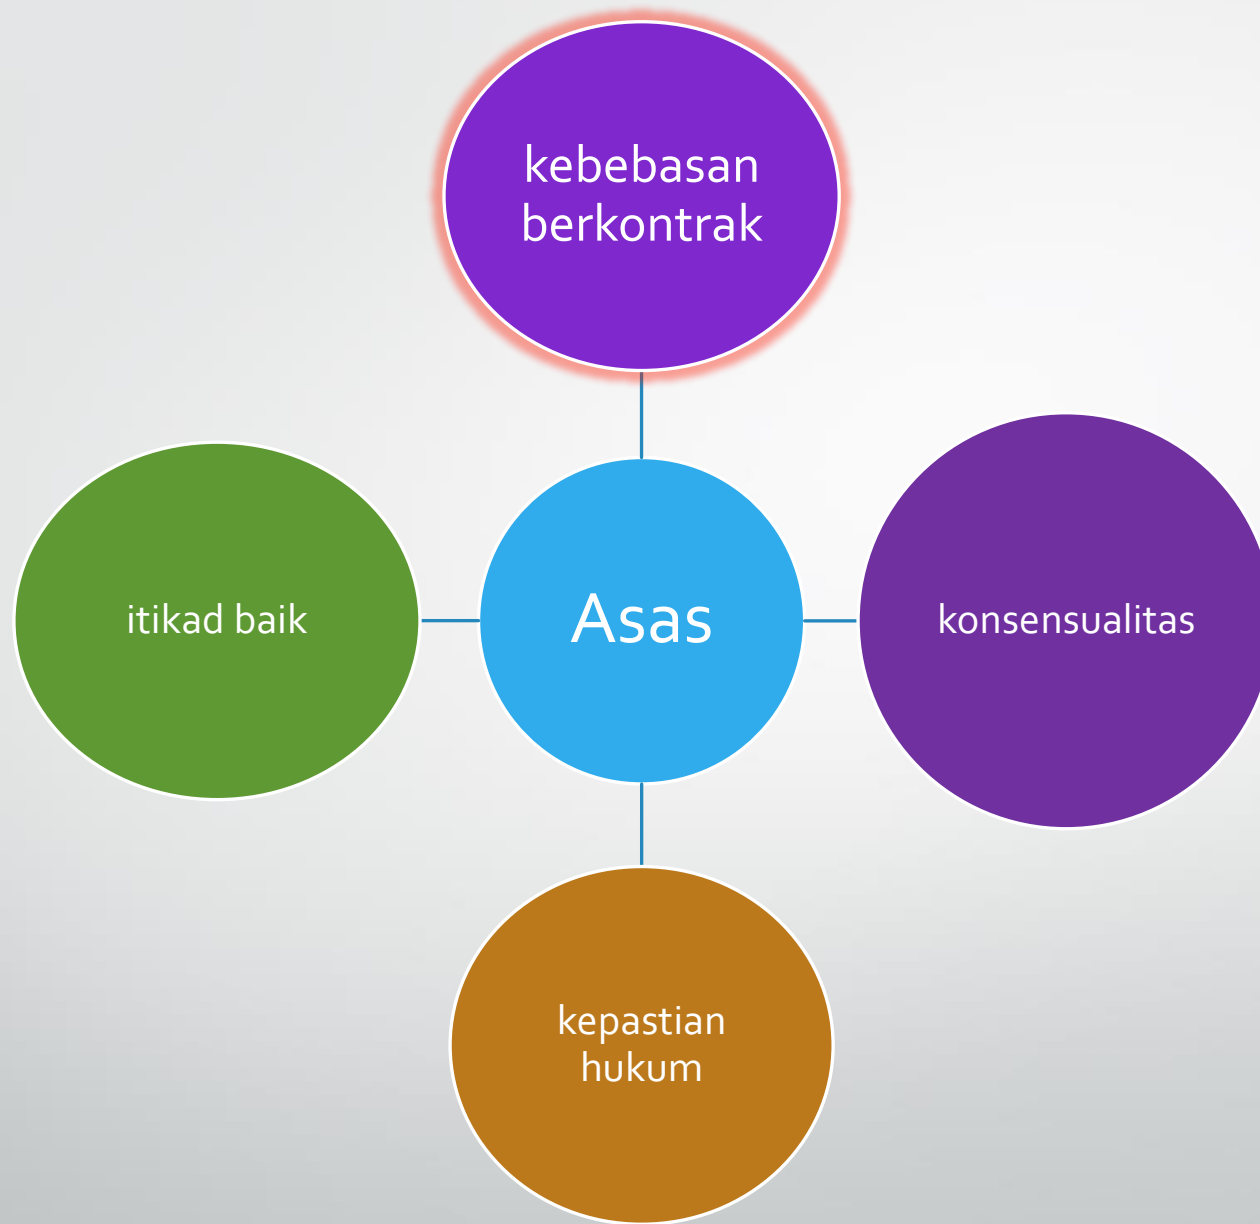 kebebasan
berkontrak
itikad baik
Asas
konsensualitas
kepastian
hukum